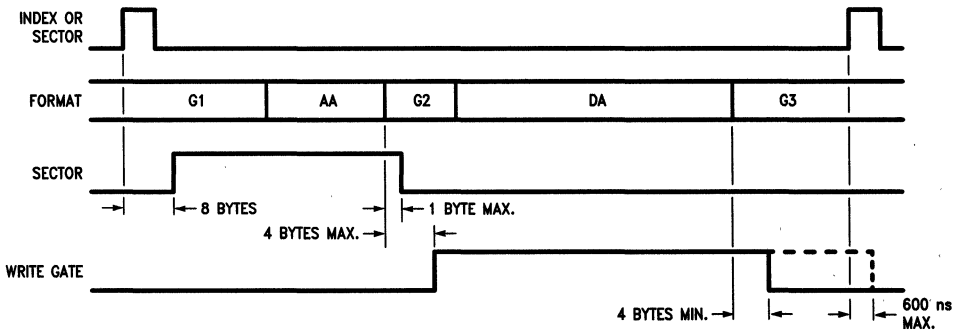 INDEX OR
SECTOR
FORMAT
G1 AA G2 DA G3
SECTOR
8 BYTES
1 BYTE MAX.
4 BYTES MAX.
WRITE GATE
4 BYTES MIN.
600 ns
MAX.